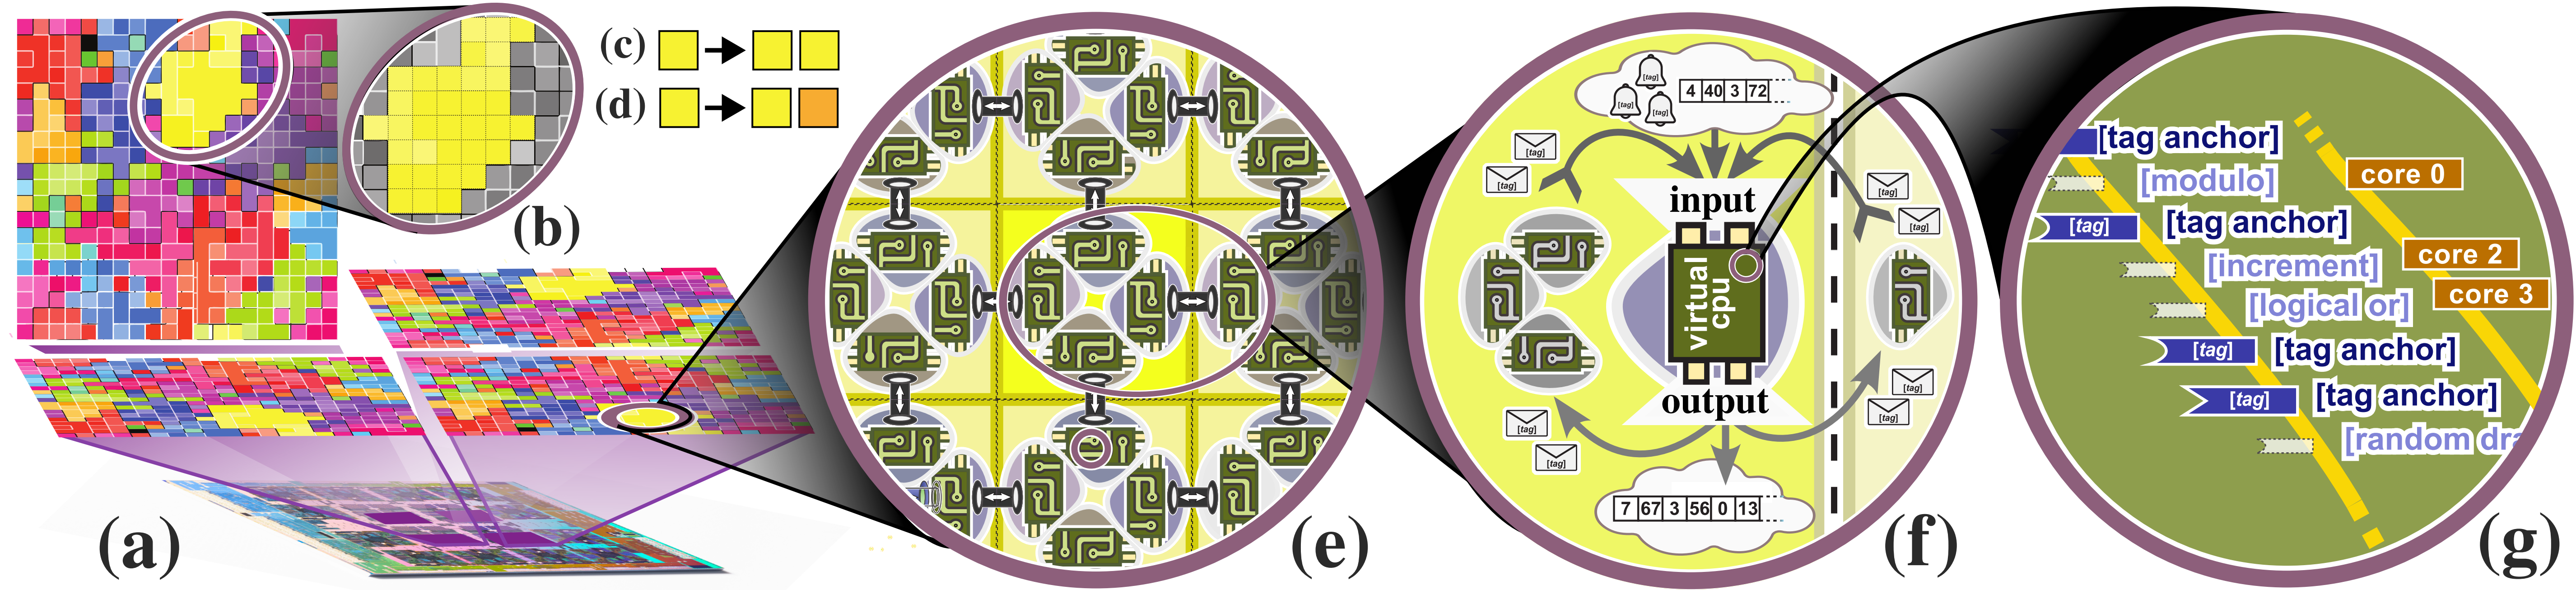 (a)
(b)
(c)
(d)
(e)
[tag]
[tag]
[tag]
4 40 3 72
[tag]
[tag]
[tag]
[tag]
input
virtual
cpu
output
[tag]
[tag]
[tag]
[tag]
7 67 3 56 0 13
(f)
[tag anchor]
core 0
[modulo]
[tag]
[tag anchor]
core 2
[increment]
core 3
[logical or]
[tag]
[tag anchor]
[tag]
[tag anchor]
[random dra
(g)